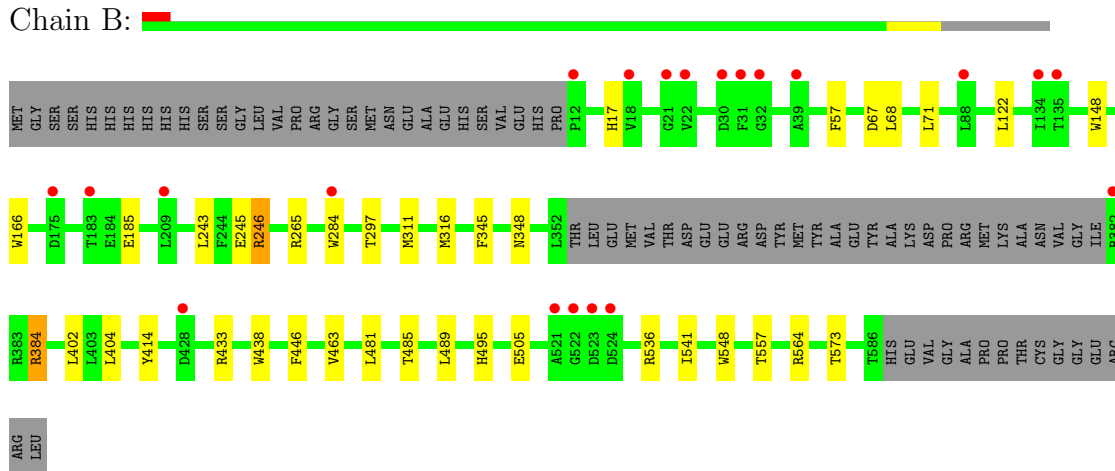 Chain B:
MET GLY SER SER HIS HIS HIS HIS HIS HIS SER SER GLY LEU VAL PRO ARG GLY SER MET ASN GLU ALA GLU HIS SER VAL GLU HIS PRO P12 H17 V18 G21 V22 D30 F31 G32 A39 F57 D67 L68 L71 L88 L122 I134 T135 W148
W166 D175 T183 E184 E185 L209 L243 F244 E245 R246 R265 W284 T297 M311 M316 F345 N348 L352 THR LEU GLU MET VAL THR ASP GLU GLU ARG ASP TYR MET TYR ALA GLU TYR ALA LYS ASP PRO ARG MET LYS ALA ASN VAL GLY ILE R382
R383 R384 L402 L403 L404 Y414 D428 R433 W438 F446 V463 L481 T485 L489 H495 E505 A521 G522 D523 D524 R536 I541 W548 T557 R564 T573 T586 HIS GLU VAL GLY ALA PRO PRO THR CYS GLY GLY GLU ARG
ARG LEU